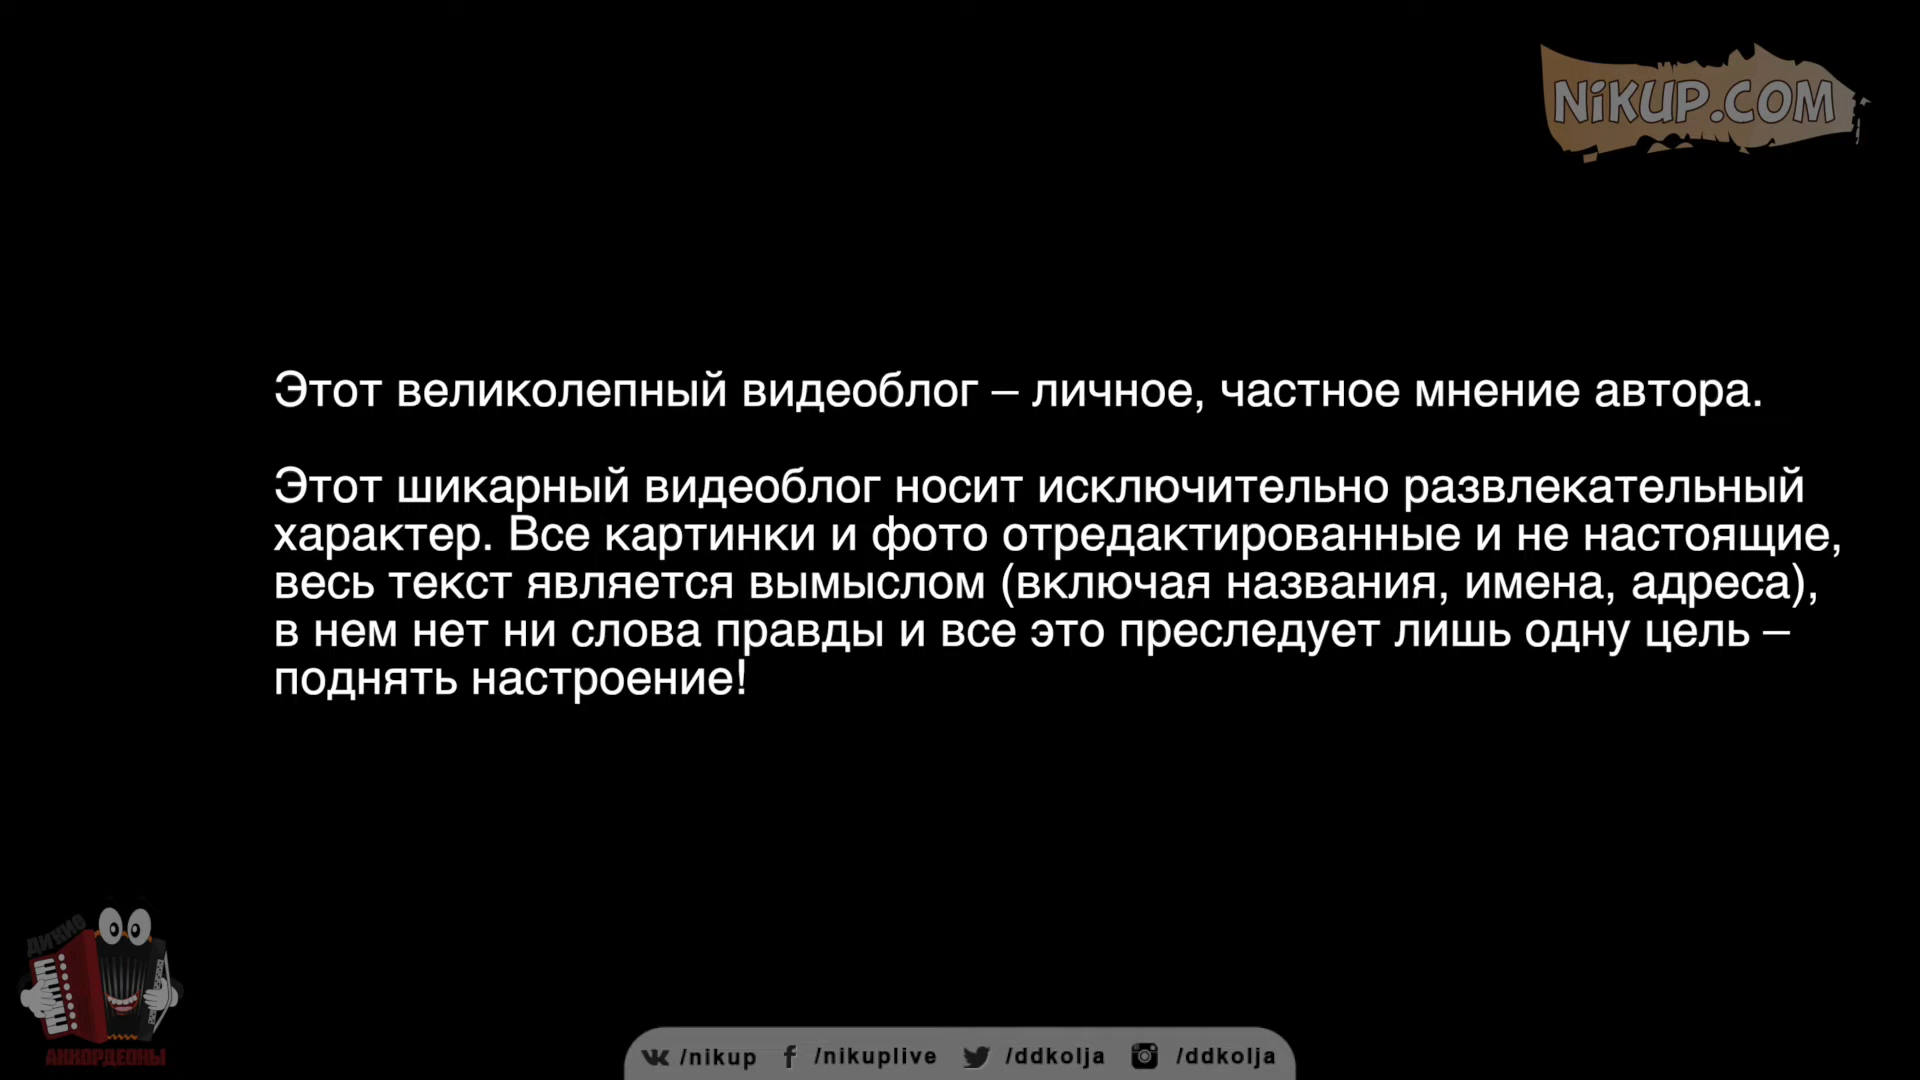 NiKUP.COM
Этот великолепный видеоблог – личное, частное мнение автора.
Этот шикарный видеоблог носит исключительно развлекательный
характер. Все картинки и фото отредактированные и не настоящие,
весь текст является вымыслом (включая названия, имена, адреса),
в нем нет ни слова правды и все это преследует лишь одну цель –
поднять настроение!
ДИКИЕ
АККОРДЕОНЫ
/nikup /nikuplive /ddkolja /ddkolja